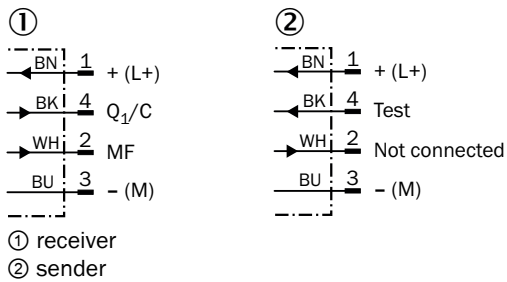 ① ②
BN 1 + (L+) BN 1 + (L+)
BK 4 Q₁/C BK 4 Test
WH 2 MF WH 2 Not connected
BU 3 – (M) BU 3 – (M)
① receiver
② sender